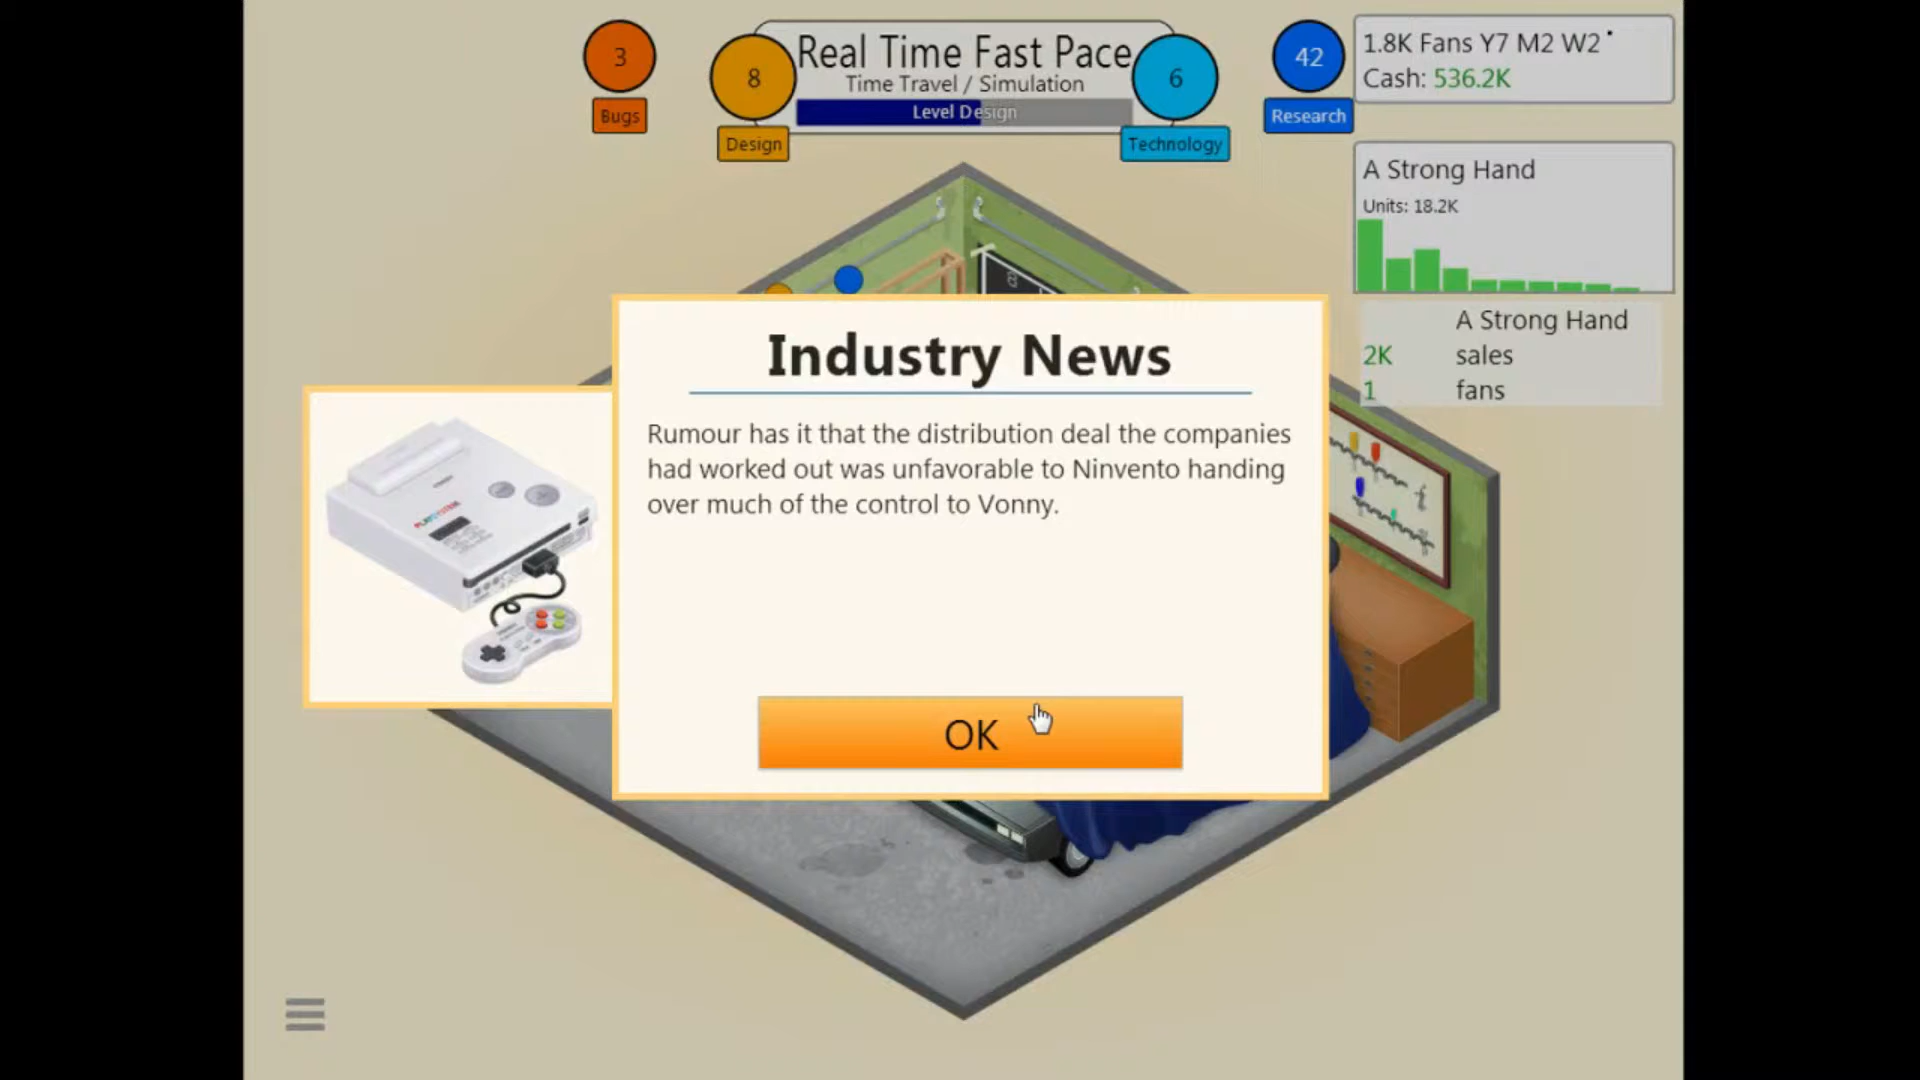 3
Bugs
8
Design
Real Time Fast Pace
Time Travel / Simulation
Level Design
6
Technology
42
Research
1.8K Fans Y7 M2 W2
Cash: 536.2K
A Strong Hand
Units: 18.2K
A Strong Hand
2K sales
1 fans
Industry News
Rumour has it that the distribution deal the companies
had worked out was unfavorable to Ninvento handing
over much of the control to Vonny.
OK